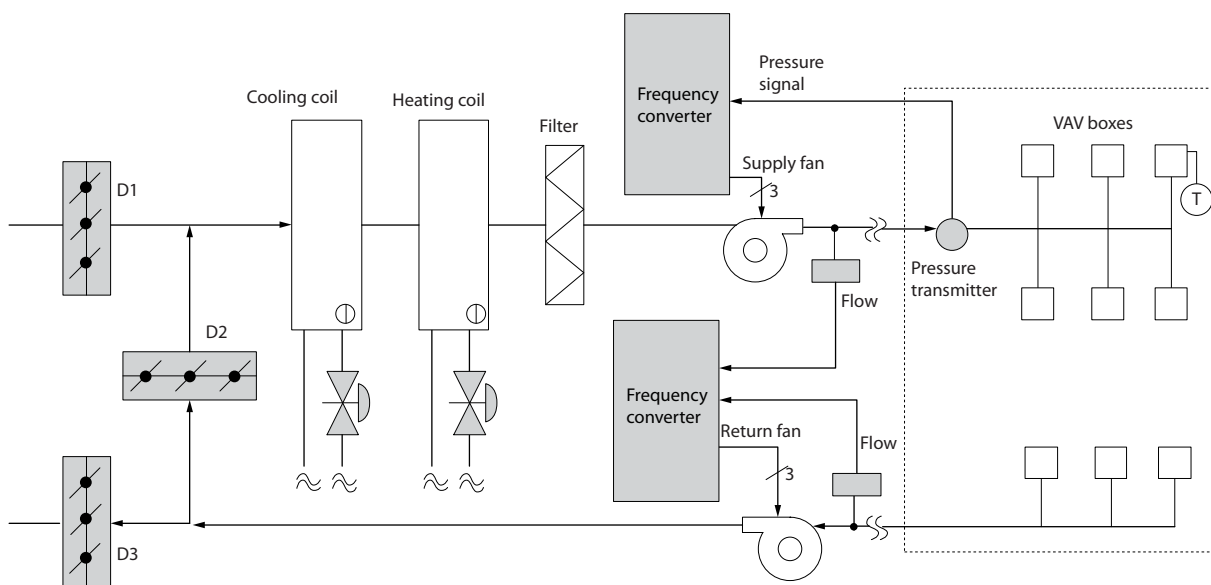 Cooling coil
Heating coil
Filter
Frequency
converter
Pressure
signal
VAV boxes
D1
Supply fan
3
T
Pressure
transmitter
Flow
D2
Frequency
converter
Return fan
3
Flow
D3